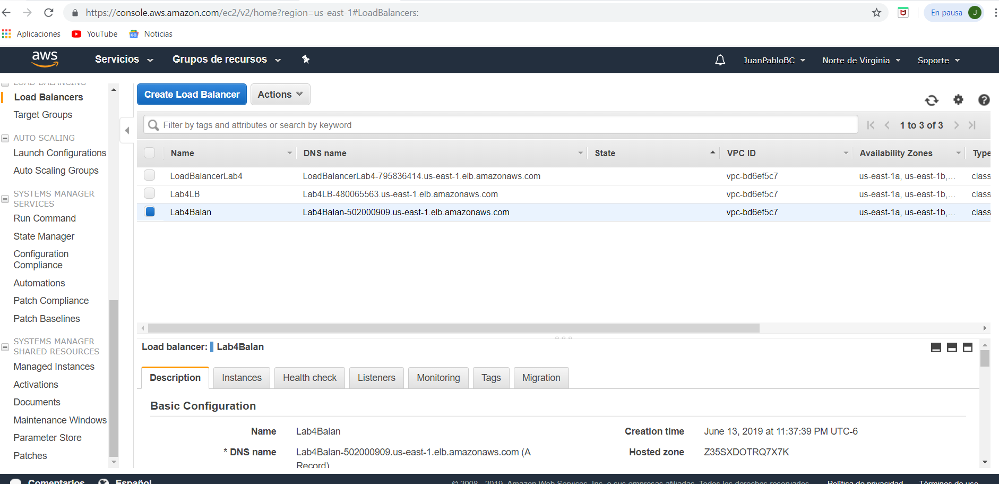 https://console.aws.amazon.com/ec2/v2/home?region=us-east-1#LoadBalancers:
En pausa J
Aplicaciones YouTube Noticias
aws Servicios Grupos de recursos JuanPabloBC Norte de Virginia Soporte
LOAD BALANCING
Load Balancers
Target Groups
AUTO SCALING
Launch Configurations
Auto Scaling Groups
SYSTEMS MANAGER
SERVICES
Run Command
State Manager
Configuration
Compliance
Automations
Patch Compliance
Patch Baselines
SYSTEMS MANAGER
SHARED RESOURCES
Managed Instances
Activations
Documents
Maintenance Windows
Parameter Store
Patches
Create Load Balancer Actions
Filter by tags and attributes or search by keyword
1 to 3 of 3
Name DNS name State VPC ID Availability Zones Type
LoadBalancerLab4 LoadBalancerLab4-795836414.us-east-1.elb.amazonaws.com vpc-bd6ef5c7 us-east-1a, us-east-1b,... class
Lab4LB Lab4LB-480065563.us-east-1.elb.amazonaws.com vpc-bd6ef5c7 us-east-1a, us-east-1b,... class
Lab4Balan Lab4Balan-502000909.us-east-1.elb.amazonaws.com vpc-bd6ef5c7 us-east-1a, us-east-1b,... class
Load balancer: Lab4Balan
Description Instances Health check Listeners Monitoring Tags Migration
Basic Configuration
Name Lab4Balan
Creation time June 13, 2019 at 11:37:39 PM UTC-6
* DNS name Lab4Balan-502000909.us-east-1.elb.amazonaws.com (A
Record)
Hosted zone Z35SXDOTRQ7X7K
Comentarios Español
© 2008 - 2019, Amazon Web Services, Inc. o sus empresas afiliadas. Todos los derechos reservados. Política de privacidad Términos de uso